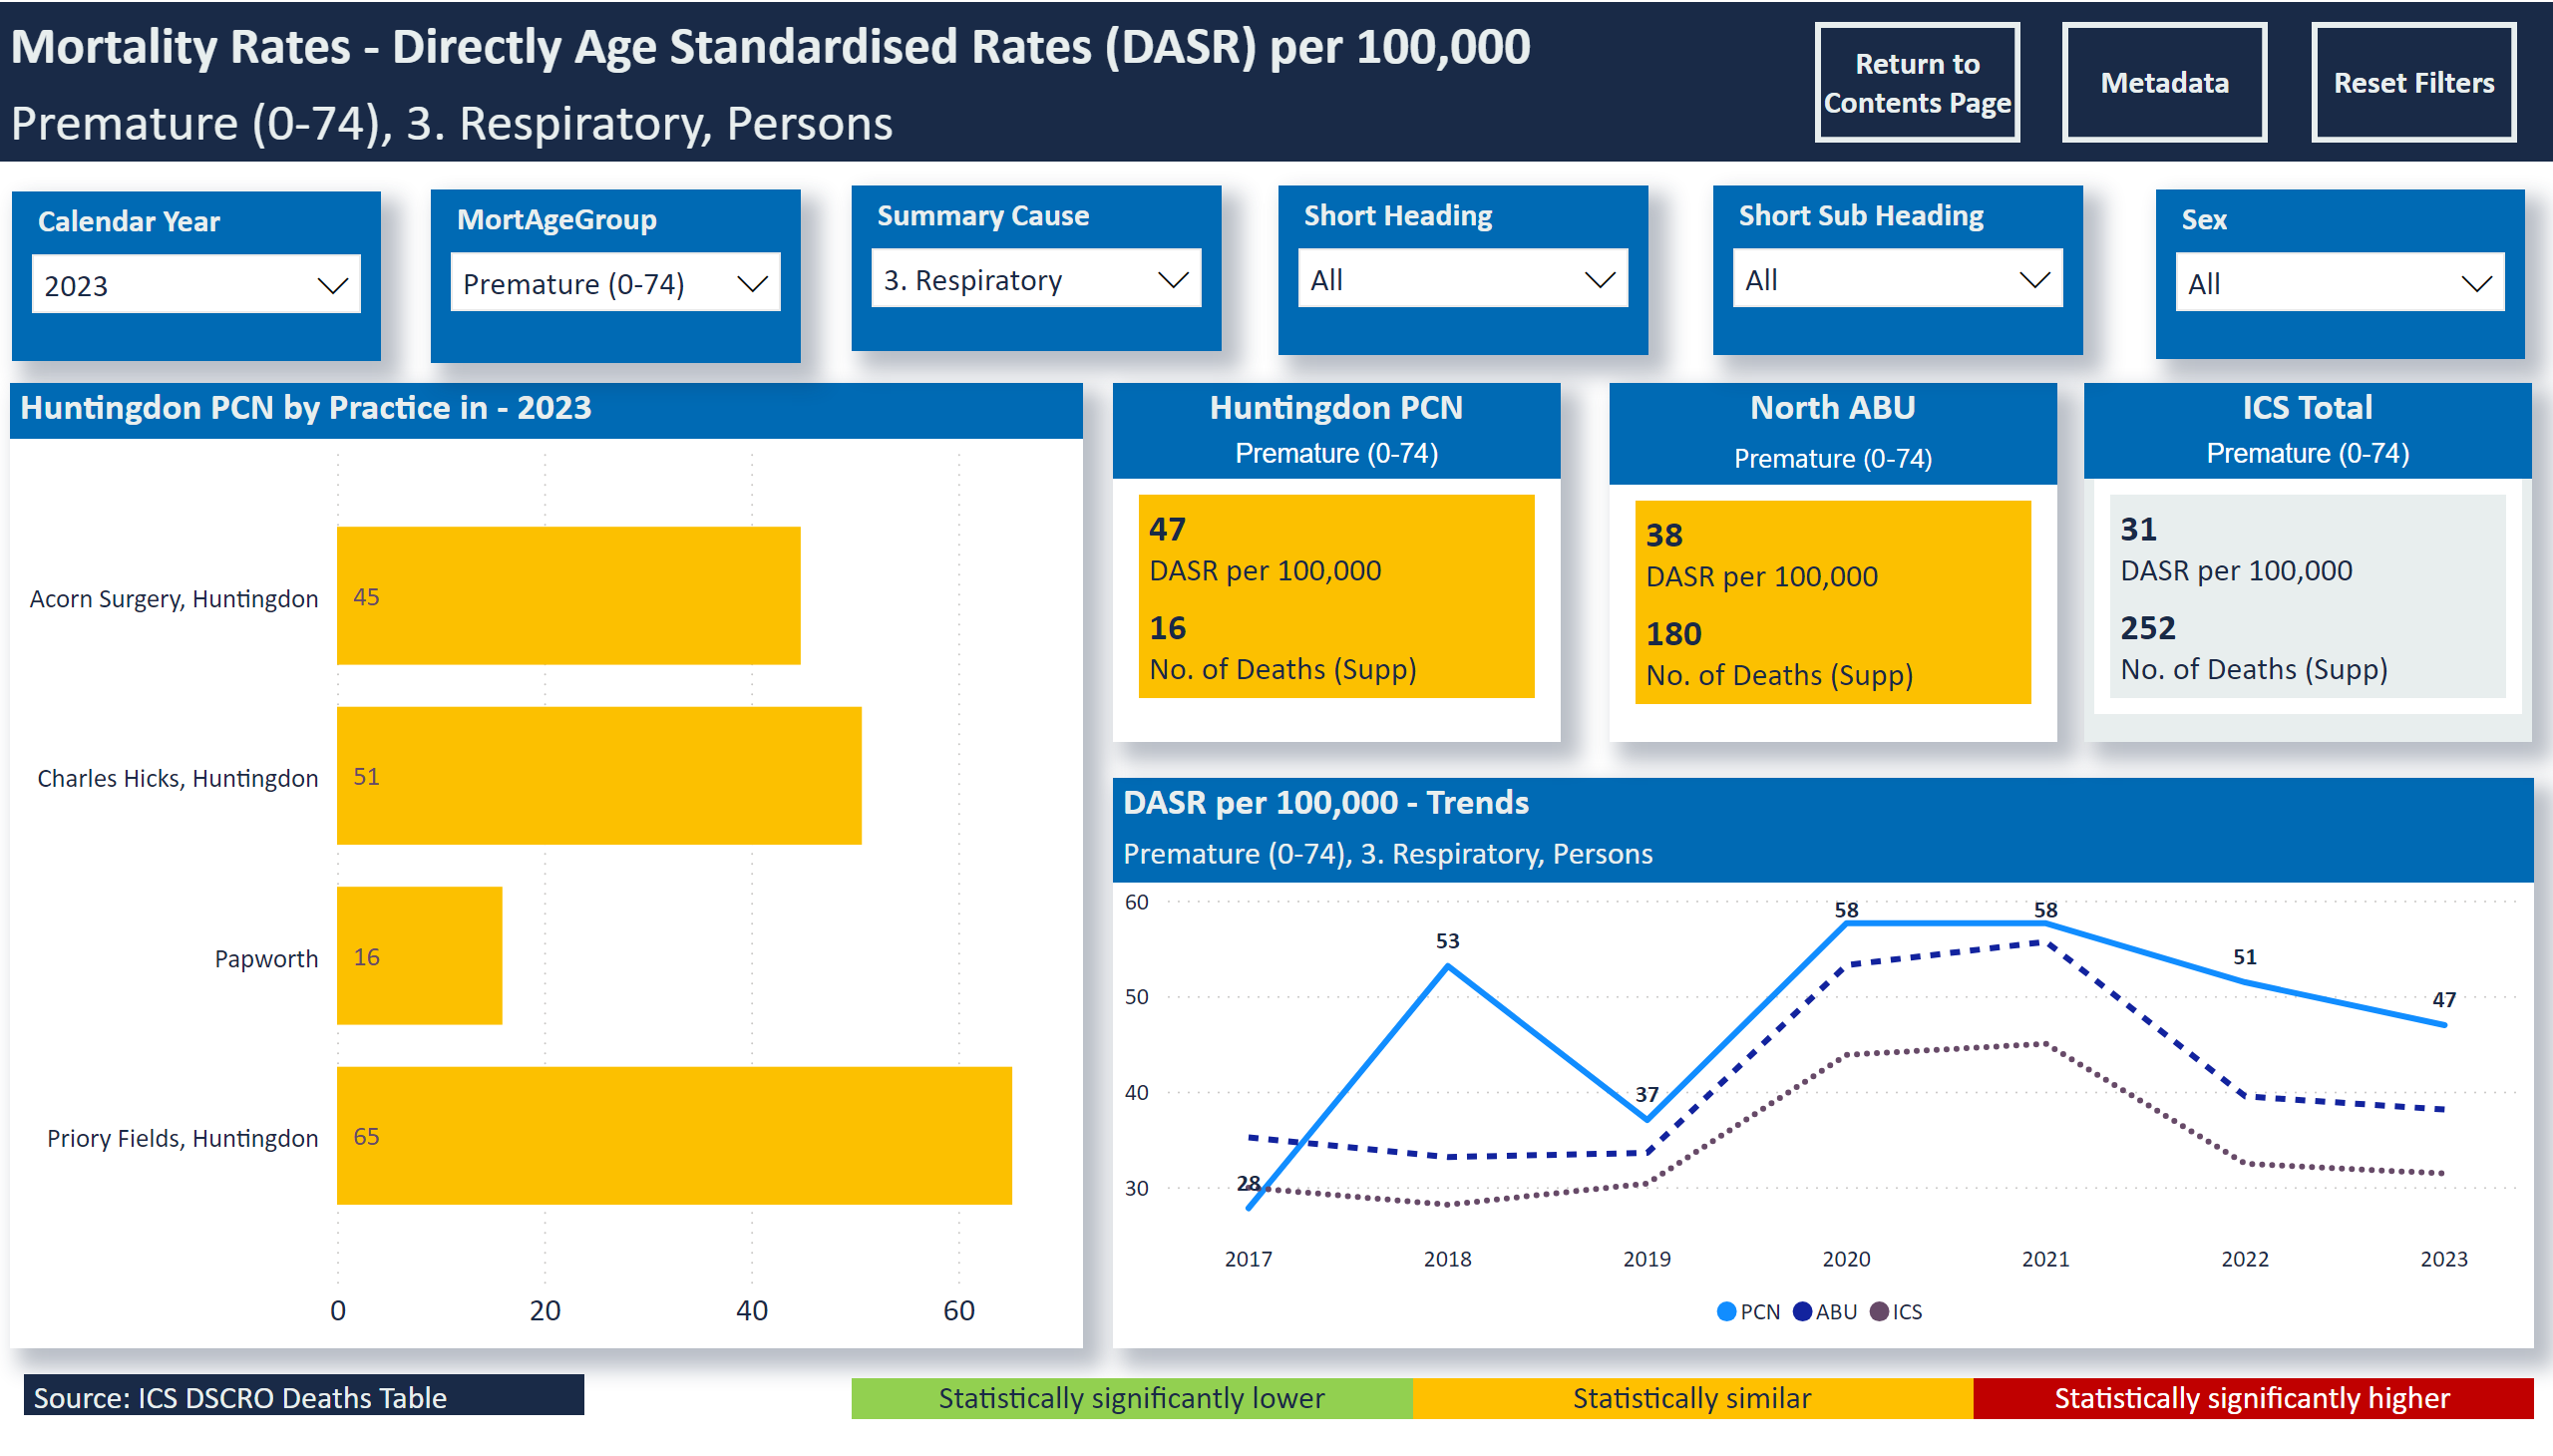 Mortality Rates - Directly Age Standardised Rates (DASR) per 100,000
Premature (0-74), 3. Respiratory, Persons
Return to
Contents Page
Metadata
Reset Filters
Calendar Year
2023
MortAgeGroup
Premature (0-74)
Summary Cause
3. Respiratory
Short Heading
All
Short Sub Heading
All
Sex
All
Huntingdon PCN by Practice in - 2023
Acorn Surgery, Huntingdon
45
Charles Hicks, Huntingdon
51
Papworth
16
Priory Fields, Huntingdon
65
0
20
40
60
Huntingdon PCN
Premature (0-74)
47
DASR per 100,000
16
No. of Deaths (Supp)
North ABU
Premature (0-74)
38
DASR per 100,000
180
No. of Deaths (Supp)
ICS Total
Premature (0-74)
31
DASR per 100,000
252
No. of Deaths (Supp)
DASR per 100,000 - Trends
Premature (0-74), 3. Respiratory, Persons
60
50
40
30
28
53
37
58
58
51
47
2017
2018
2019
2020
2021
2022
2023
PCN
ABU
ICS
Source: ICS DSCRO Deaths Table
Statistically significantly lower
Statistically similar
Statistically significantly higher